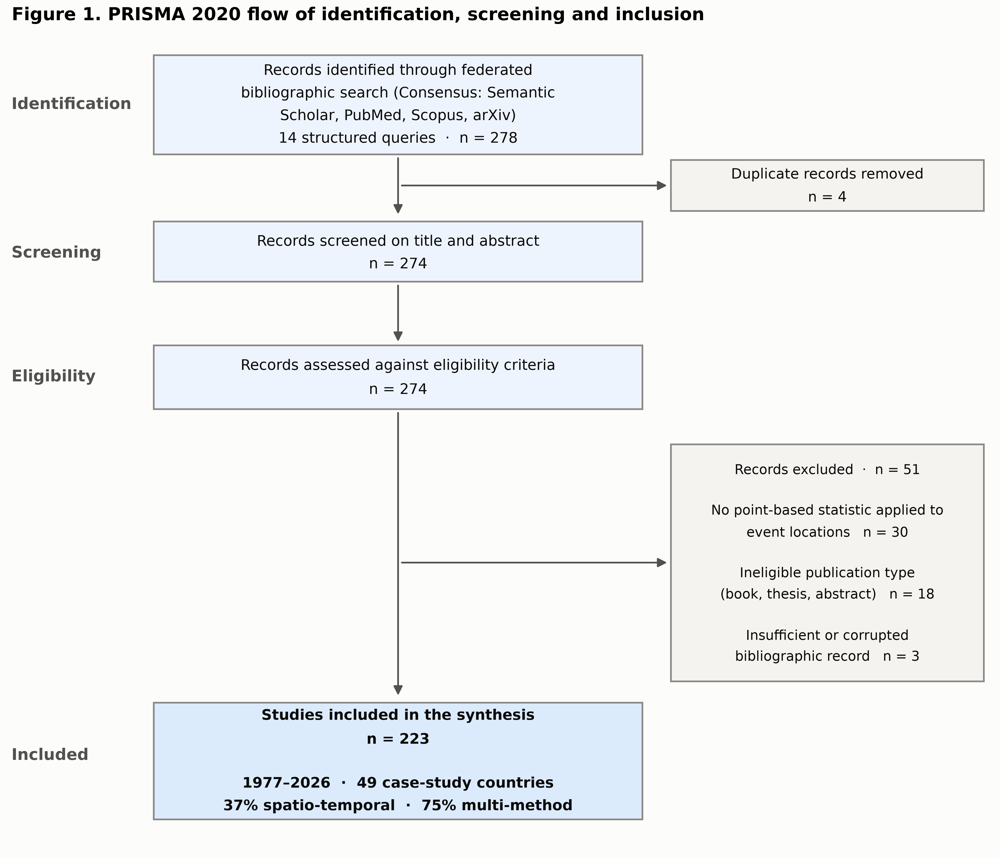 Figure 1. PRISMA 2020 flow of identification, screening and inclusion
Identification
Records identified through federated
bibliographic search (Consensus: Semantic
Scholar, PubMed, Scopus, arXiv)
14 structured queries · n = 278
Duplicate records removed
n = 4
Screening
Records screened on title and abstract
n = 274
Eligibility
Records assessed against eligibility criteria
n = 274
Records excluded · n = 51
No point-based statistic applied to
event locations n = 30
Ineligible publication type
(book, thesis, abstract) n = 18
Insufficient or corrupted
bibliographic record n = 3
Included
Studies included in the synthesis
n = 223
1977–2026 · 49 case-study countries
37% spatio-temporal · 75% multi-method